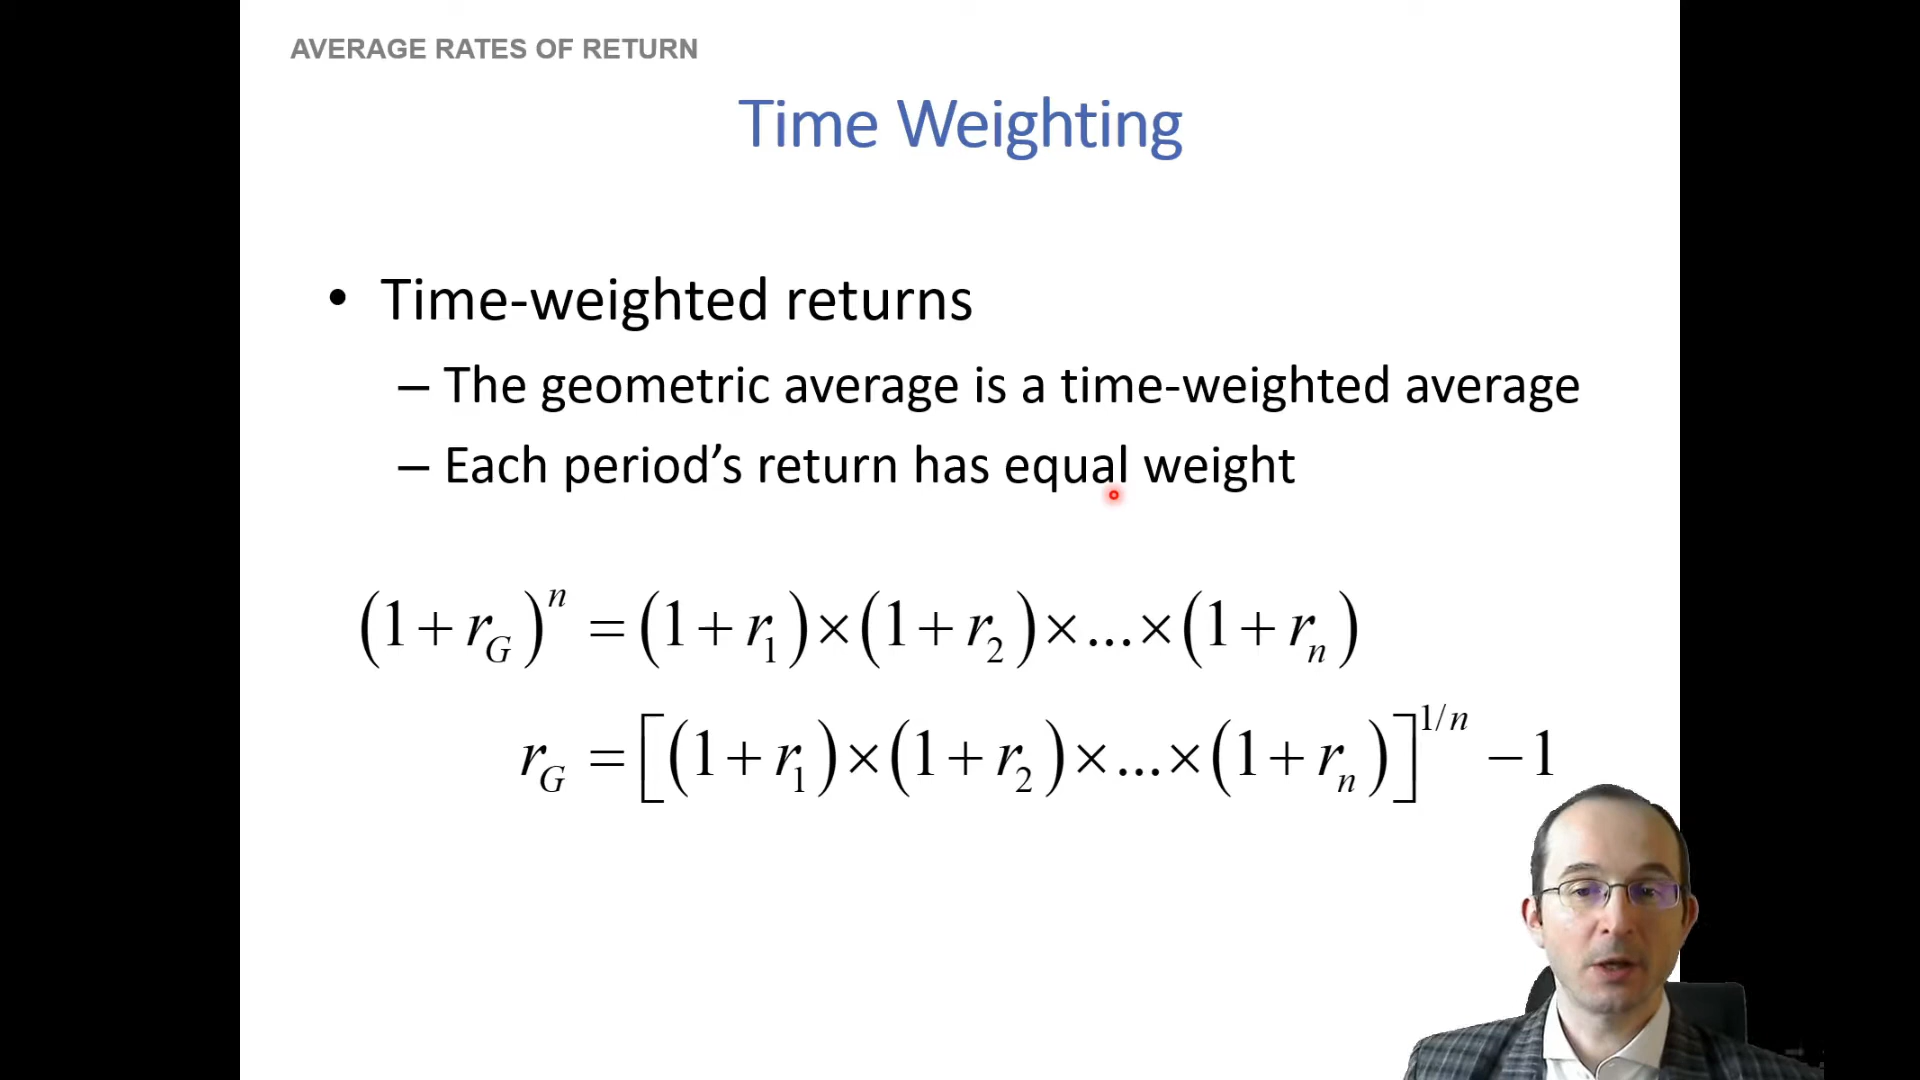 AVERAGE RATES OF RETURN
Time Weighting
• Time-weighted returns
– The geometric average is a time-weighted average
– Each period’s return has equal weight
(1 + r_G)^n = (1 + r_1) × (1 + r_2) × ... × (1 + r_n)
r_G = [(1 + r_1) × (1 + r_2) × ... × (1 + r_n)]^{1/n} − 1